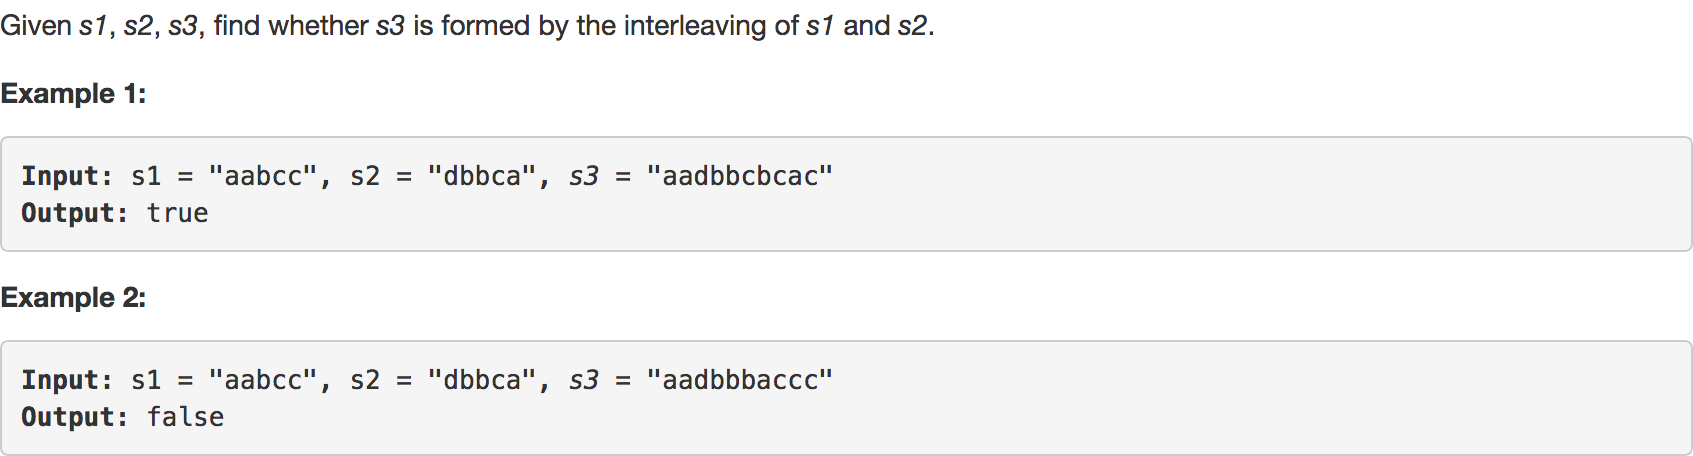 Given s1, s2, s3, find whether s3 is formed by the interleaving of s1 and s2.
Example 1:
Input: s1 = "aabcc", s2 = "dbbca", s3 = "aadbbcbcac"
Output: true
Example 2:
Input: s1 = "aabcc", s2 = "dbbca", s3 = "aadbbbaccc"
Output: false